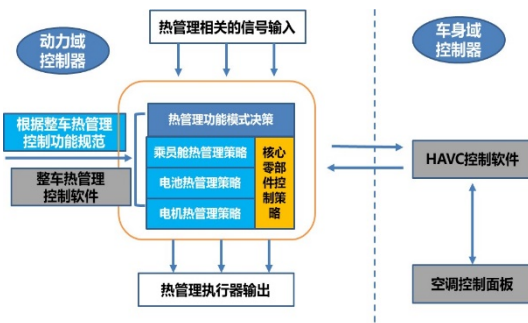 动力域
控制器
热管理相关的信号输入
车身域
控制器
根据整车热管理
控制功能规范
整车热管理
控制软件
热管理功能模式决策
乘员舱热管理策略
电池热管理策略
电机热管理策略
核心
零部
件控
制策
略
HAVC控制软件
热管理执行器输出
空调控制面板